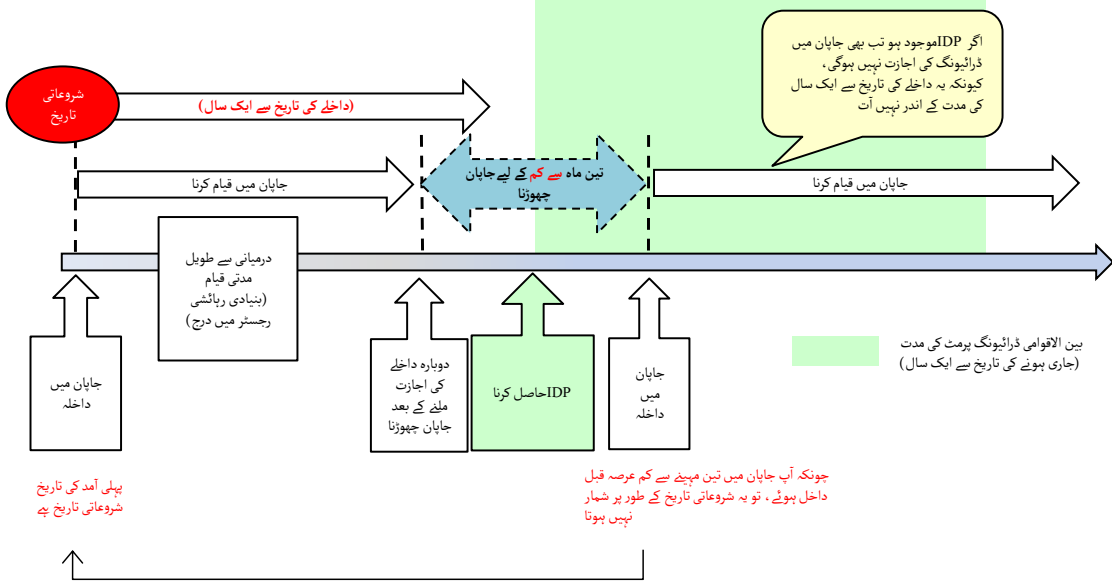 اگر IDPموجود ہو تب بھی جاپان میں
ڈرائیونگ کی اجازت نہیں ہوگی،
کیونکہ یہ داخلے کی تاریخ سے ایک سال
کی مدت کے اندر نہیں آت
شروعاتی
تاریخ
(داخلے کی تاریخ سے ایک سال)
جاپان میں قیام کرنا
تین ماہ سے کم کے لیے جاپان
چھوڑنا
جاپان میں قیام کرنا
درمیانی سے طویل
مدتی قیام
(بنیادی رہائشی
رجسٹر میں درج)
جاپان میں
داخلہ
دوبارہ داخلے
کی اجازت
ملنے کے بعد
جاپان چھوڑنا
IDPحاصل کرنا
جاپان
میں
داخلہ
بین الاقوامی ڈرائیونگ پرمٹ کی مدت
(جاری ہونے کی تاریخ سے ایک سال)
پہلی آمد کی تاریخ
شروعاتی تاریخ ہے
چونکہ آپ جاپان میں تین مہینے سے کم عرصہ قبل
داخل ہوئے، تو یہ شروعاتی تاریخ کے طور پر شمار
نہیں ہوتا